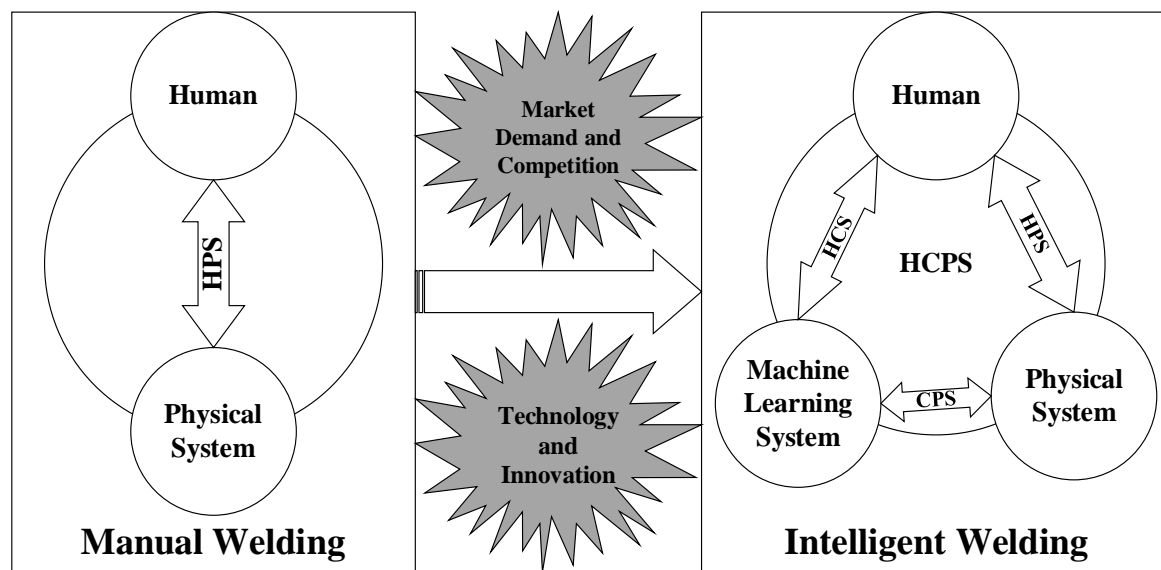 Human
HPS
Physical
System
Manual Welding
Market
Demand and
Competition
Technology
and
Innovation
Human
HCS
HPS
HCPS
Machine
Learning
System
CPS
Physical
System
Intelligent Welding